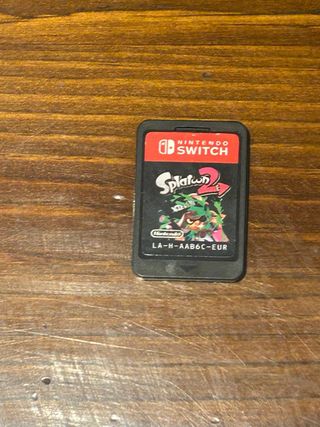 NINTENDO
SWITCH
Splatoon 2
Nintendo
LA-H-AAB6C-EUR